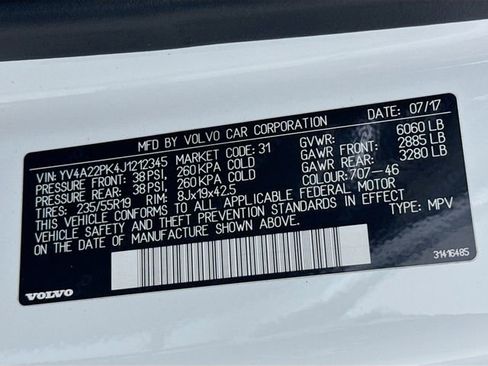 MFD BY VOLVO CAR CORPORATION DATE: 07/17
VIN: YV4A22PK4J1212345 MARKET CODE: 31 GVWR: 6060 LB
PRESSURE FRONT: 38 PSI, 260 KPA COLD GAWR FRONT: 2885 LB
PRESSURE REAR: 38 PSI, 260 KPA COLD GAWR REAR: 3280 LB
TIRES: 235/55R19 RIM: 8Jx19x42.5 COLOUR: 707-46
THIS VEHICLE CONFORMS TO ALL APPLICABLE FEDERAL MOTOR
VEHICLE SAFETY AND THEFT PREVENTION STANDARDS IN EFFECT
ON THE DATE OF MANUFACTURE SHOWN ABOVE. TYPE: MPV
VOLVO
31416485